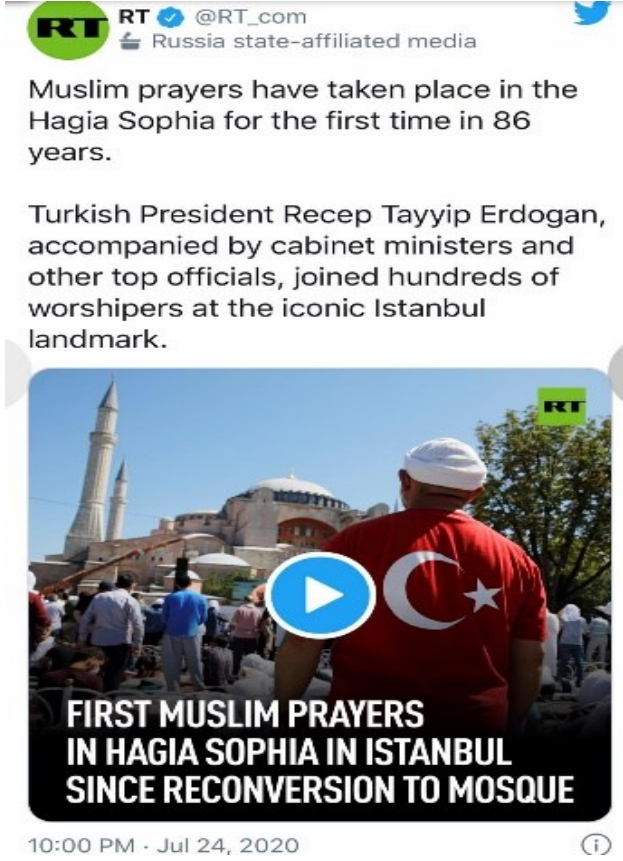 RT RT @RT_com
Russia state-affiliated media
Muslim prayers have taken place in the
Hagia Sophia for the first time in 86
years.
Turkish President Recep Tayyip Erdogan,
accompanied by cabinet ministers and
other top officials, joined hundreds of
worshipers at the iconic Istanbul
landmark.
RT
FIRST MUSLIM PRAYERS
IN HAGIA SOPHIA IN ISTANBUL
SINCE RECONVERSION TO MOSQUE
10:00 PM · Jul 24, 2020